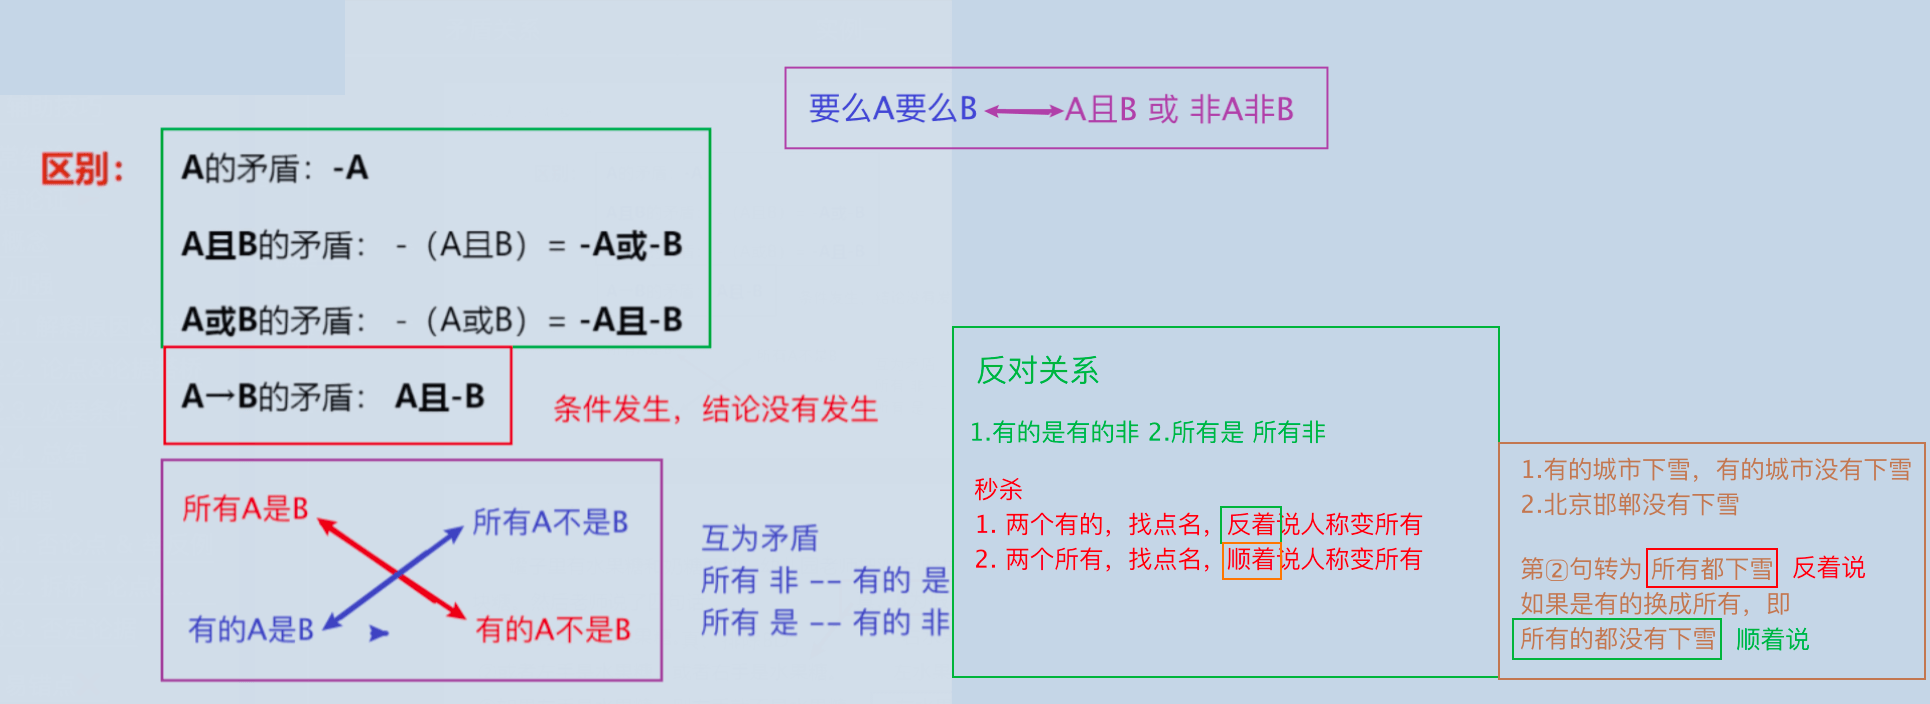 要么A要么B A且B 或 非A非B
区别：
A的矛盾：-A
A且B的矛盾： -（A且B）= -A或-B
A或B的矛盾： -（A或B）= -A且-B
A→B的矛盾： A且-B
条件发生，结论没有发生
所有A是B
所有A不是B
有的A是B
有的A不是B
互为矛盾
所有 非 -- 有的 是
所有 是 -- 有的 非
反对关系
1.有的是有的非 2.所有是 所有非
秒杀
1. 两个有的，找点名，反着说人称变所有
2. 两个所有，找点名，顺着说人称变所有
1.有的城市下雪，有的城市没有下雪
2.北京邯郸没有下雪
第②句转为 所有都下雪 反着说
如果是有的换成所有，即
所有的都没有下雪 顺着说